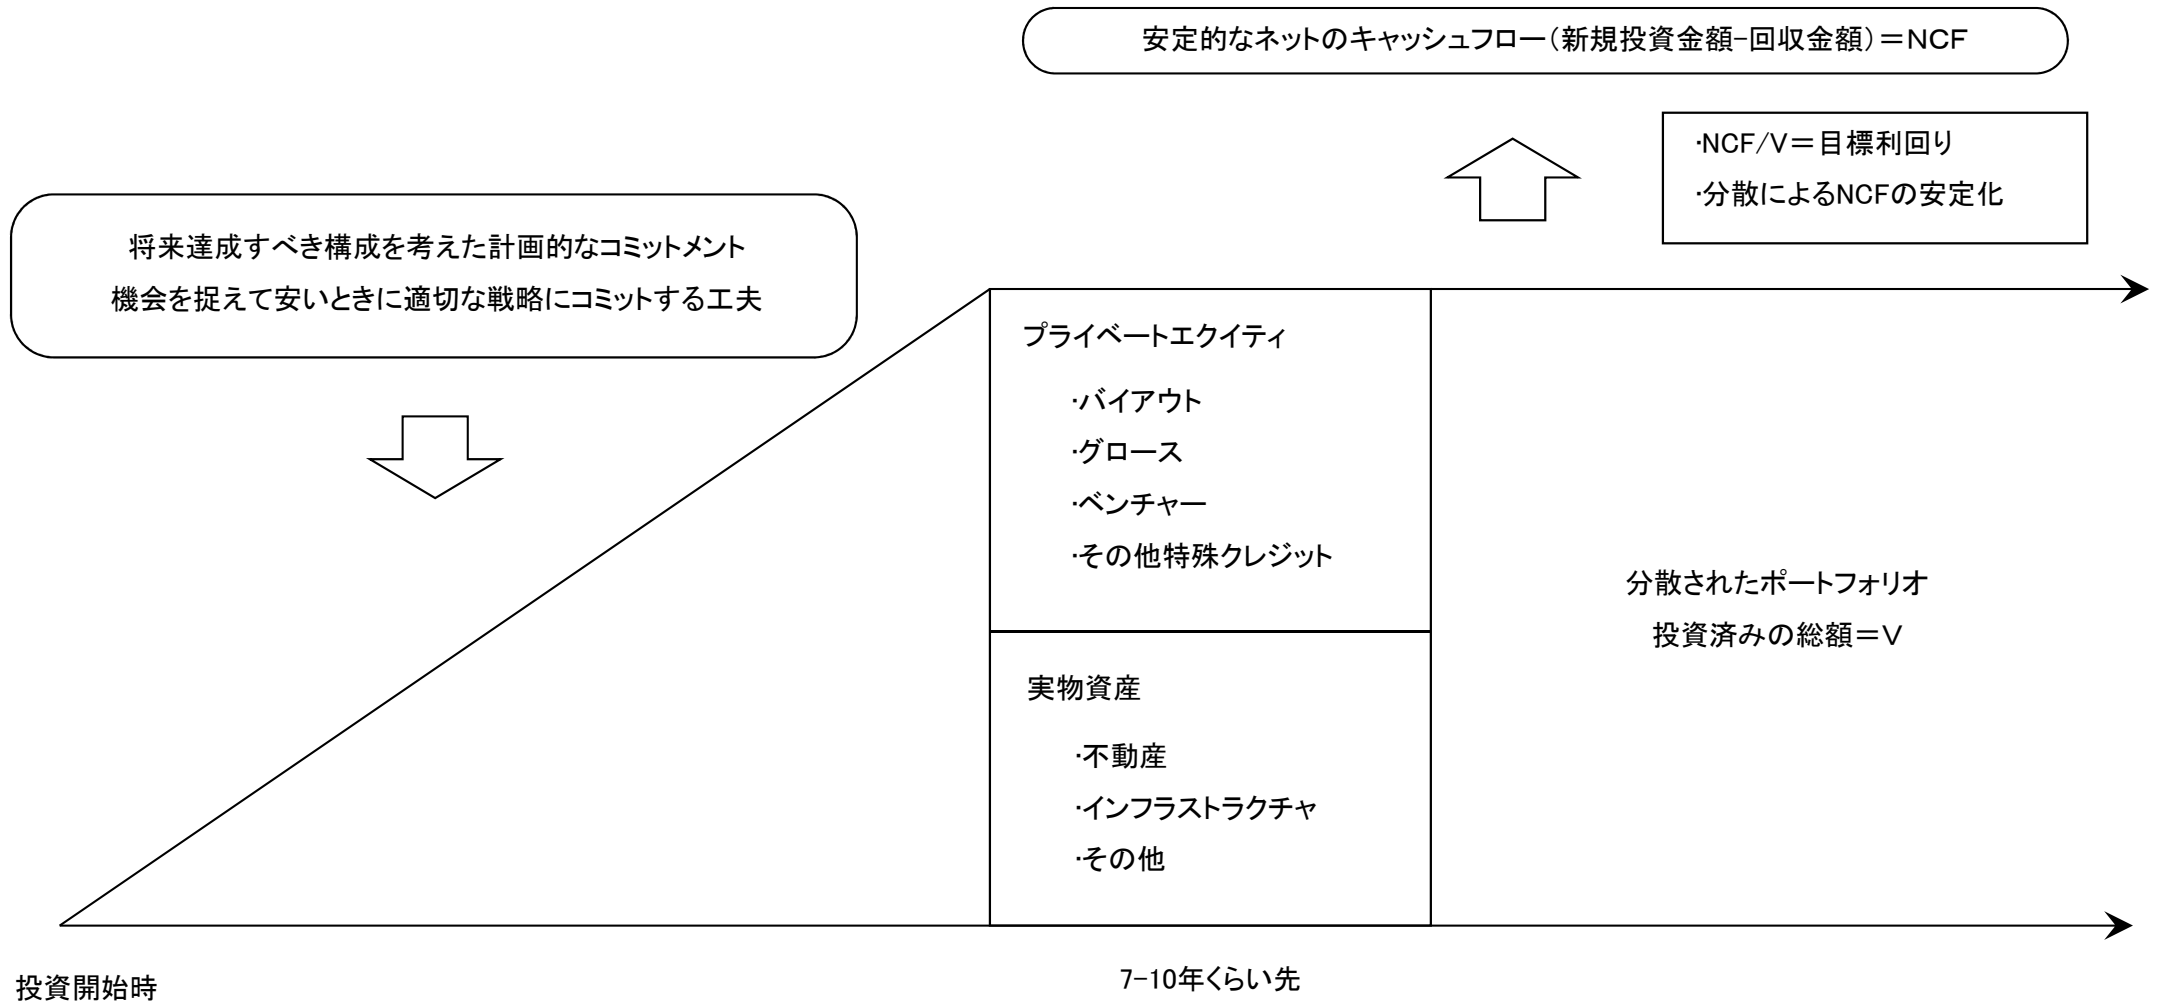 安定的なネットのキャッシュフロー（新規投資金額-回収金額）＝NCF
・NCF/V＝目標利回り
・分散によるNCFの安定化
将来達成すべき構成を考えた計画的なコミットメント
機会を捉えて安いときに適切な戦略にコミットする工夫
プライベートエクイティ
・バイアウト
・グロース
・ベンチャー
・その他特殊クレジット
分散されたポートフォリオ
投資済みの総額＝V
実物資産
・不動産
・インフラストラクチャ
・その他
投資開始時
7-10年くらい先